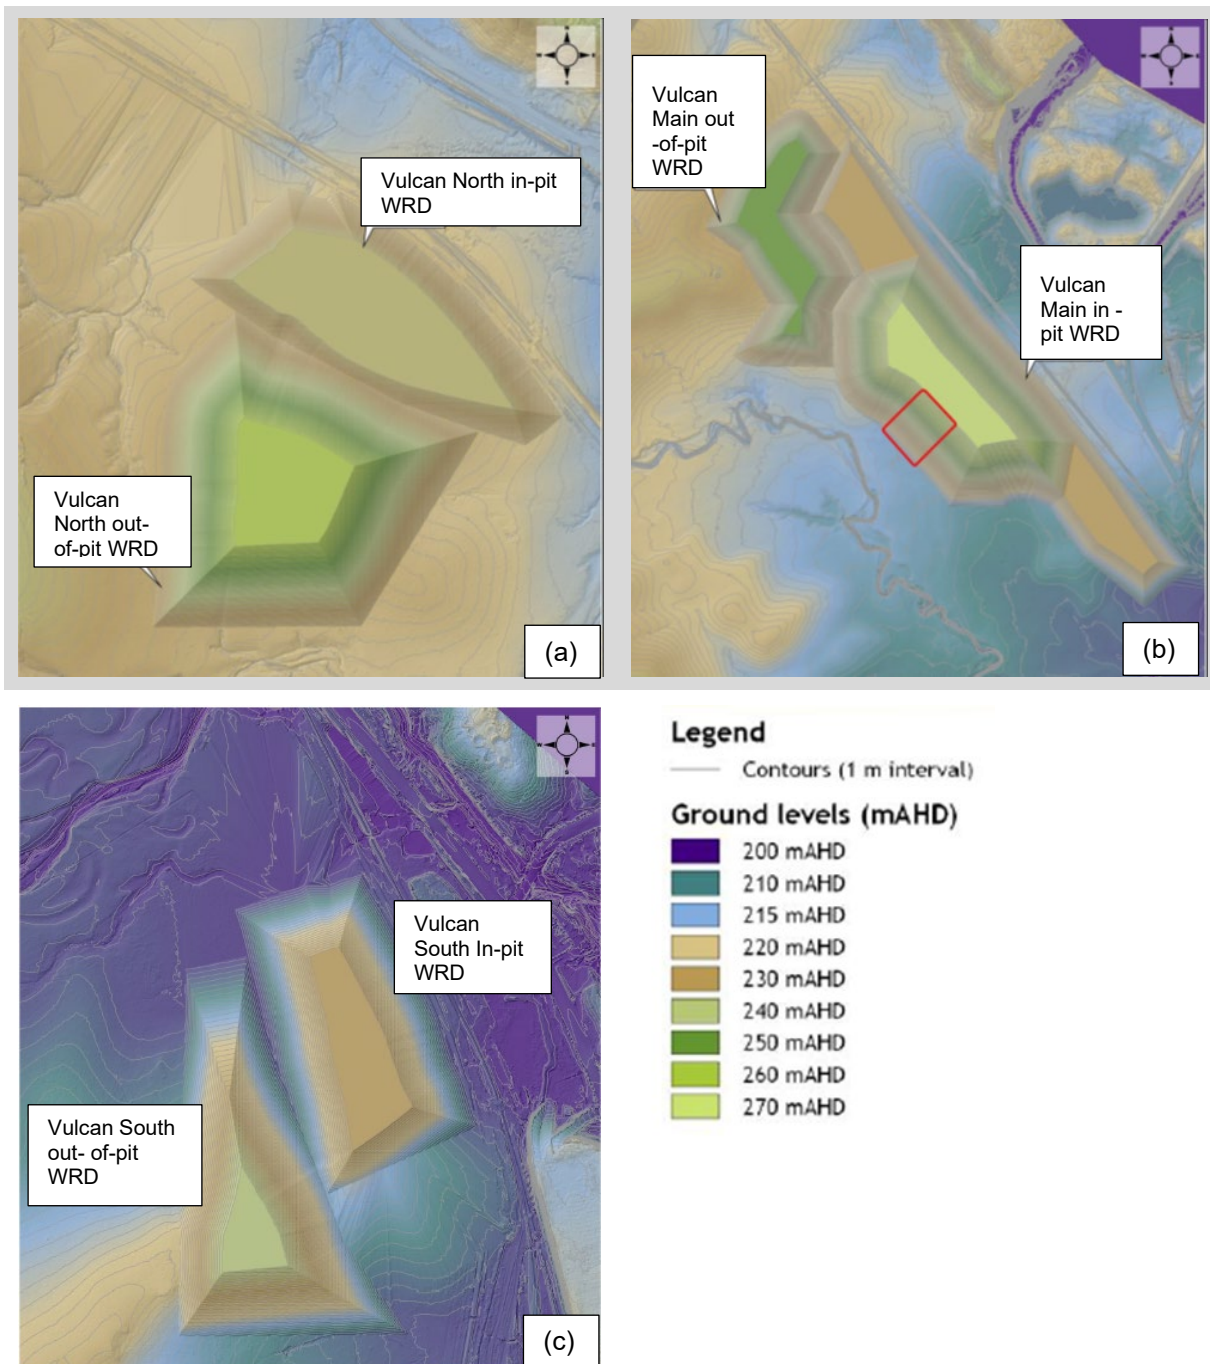 Vulcan North in-pit
WRD
Vulcan
North out-
of-pit WRD
(a)
Vulcan
Main out
-of-pit
WRD
Vulcan
Main in -
pit WRD
(b)
Vulcan
South In-pit
WRD
Vulcan South
out- of-pit
WRD
(c)
Legend
Contours (1 m interval)
Ground levels (mAHD)
200 mAHD
210 mAHD
215 mAHD
220 mAHD
230 mAHD
240 mAHD
250 mAHD
260 mAHD
270 mAHD